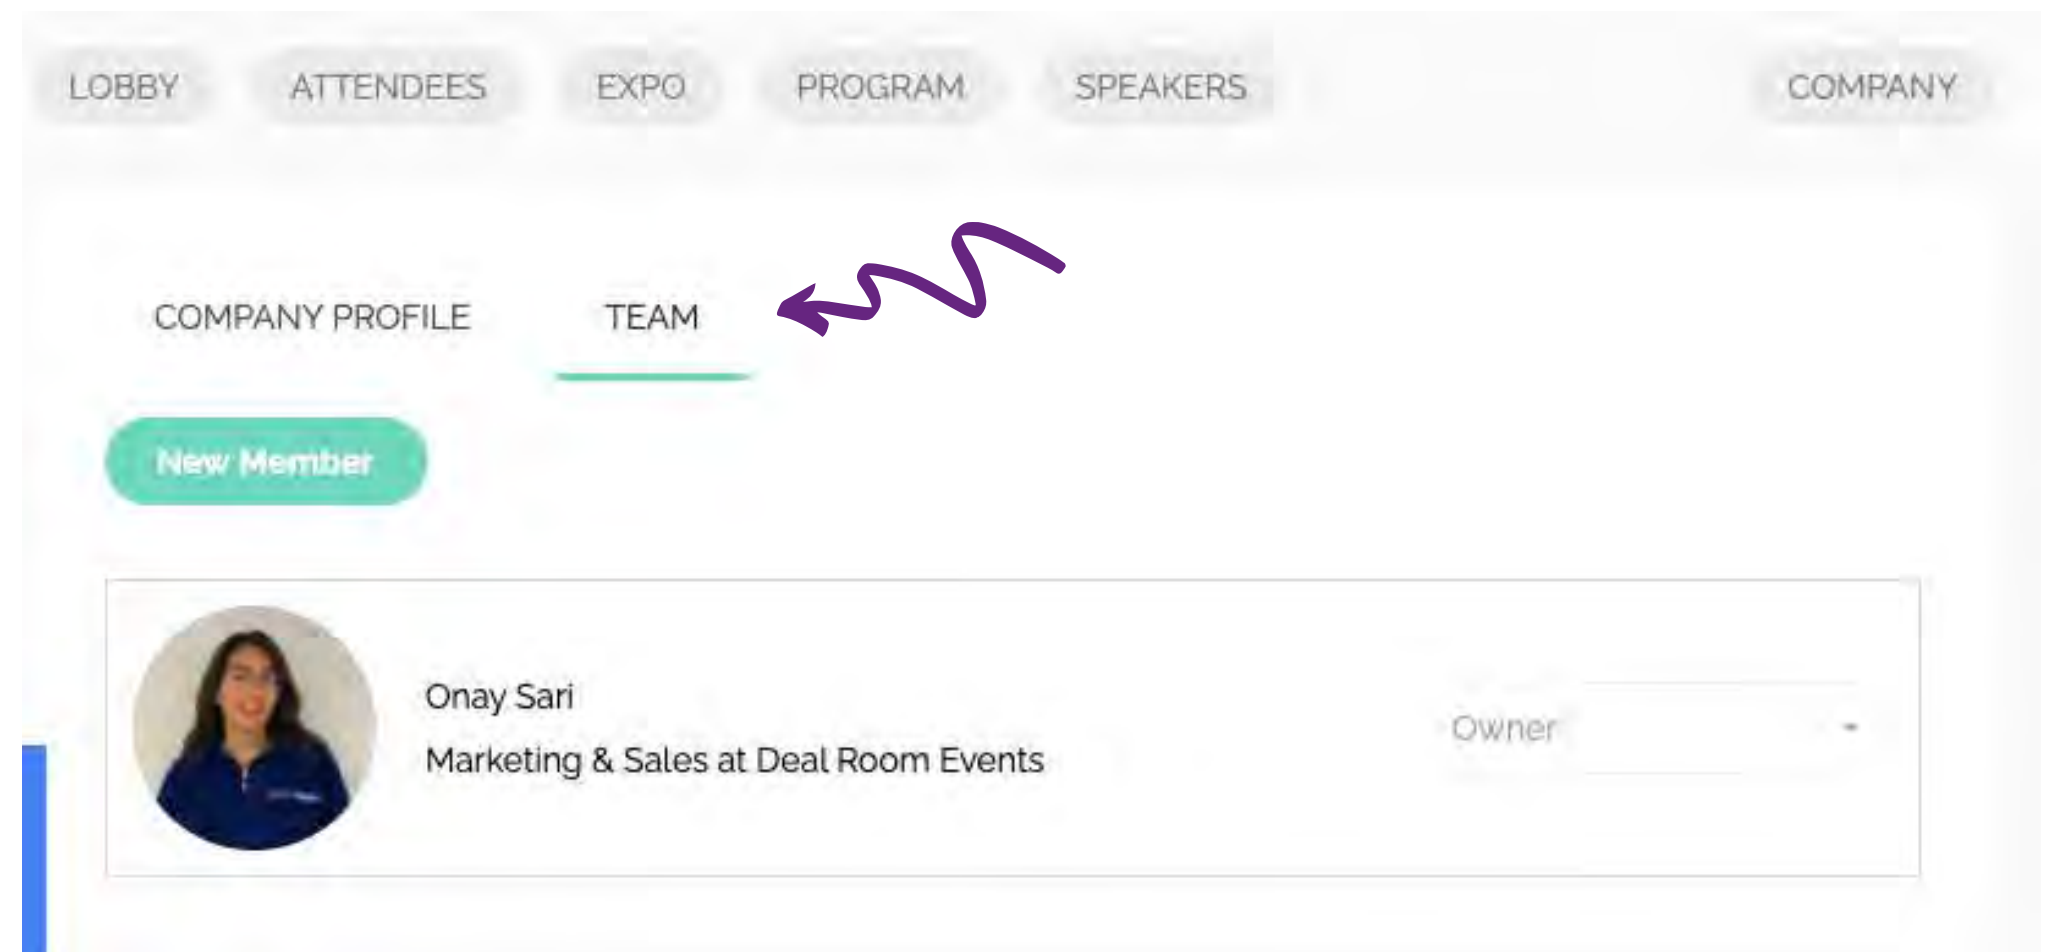 LOBBY ATTENDEES EXPO PROGRAM SPEAKERS COMPANY
COMPANY PROFILE TEAM
New Member
Onay Sari
Marketing & Sales at Deal Room Events
Owner